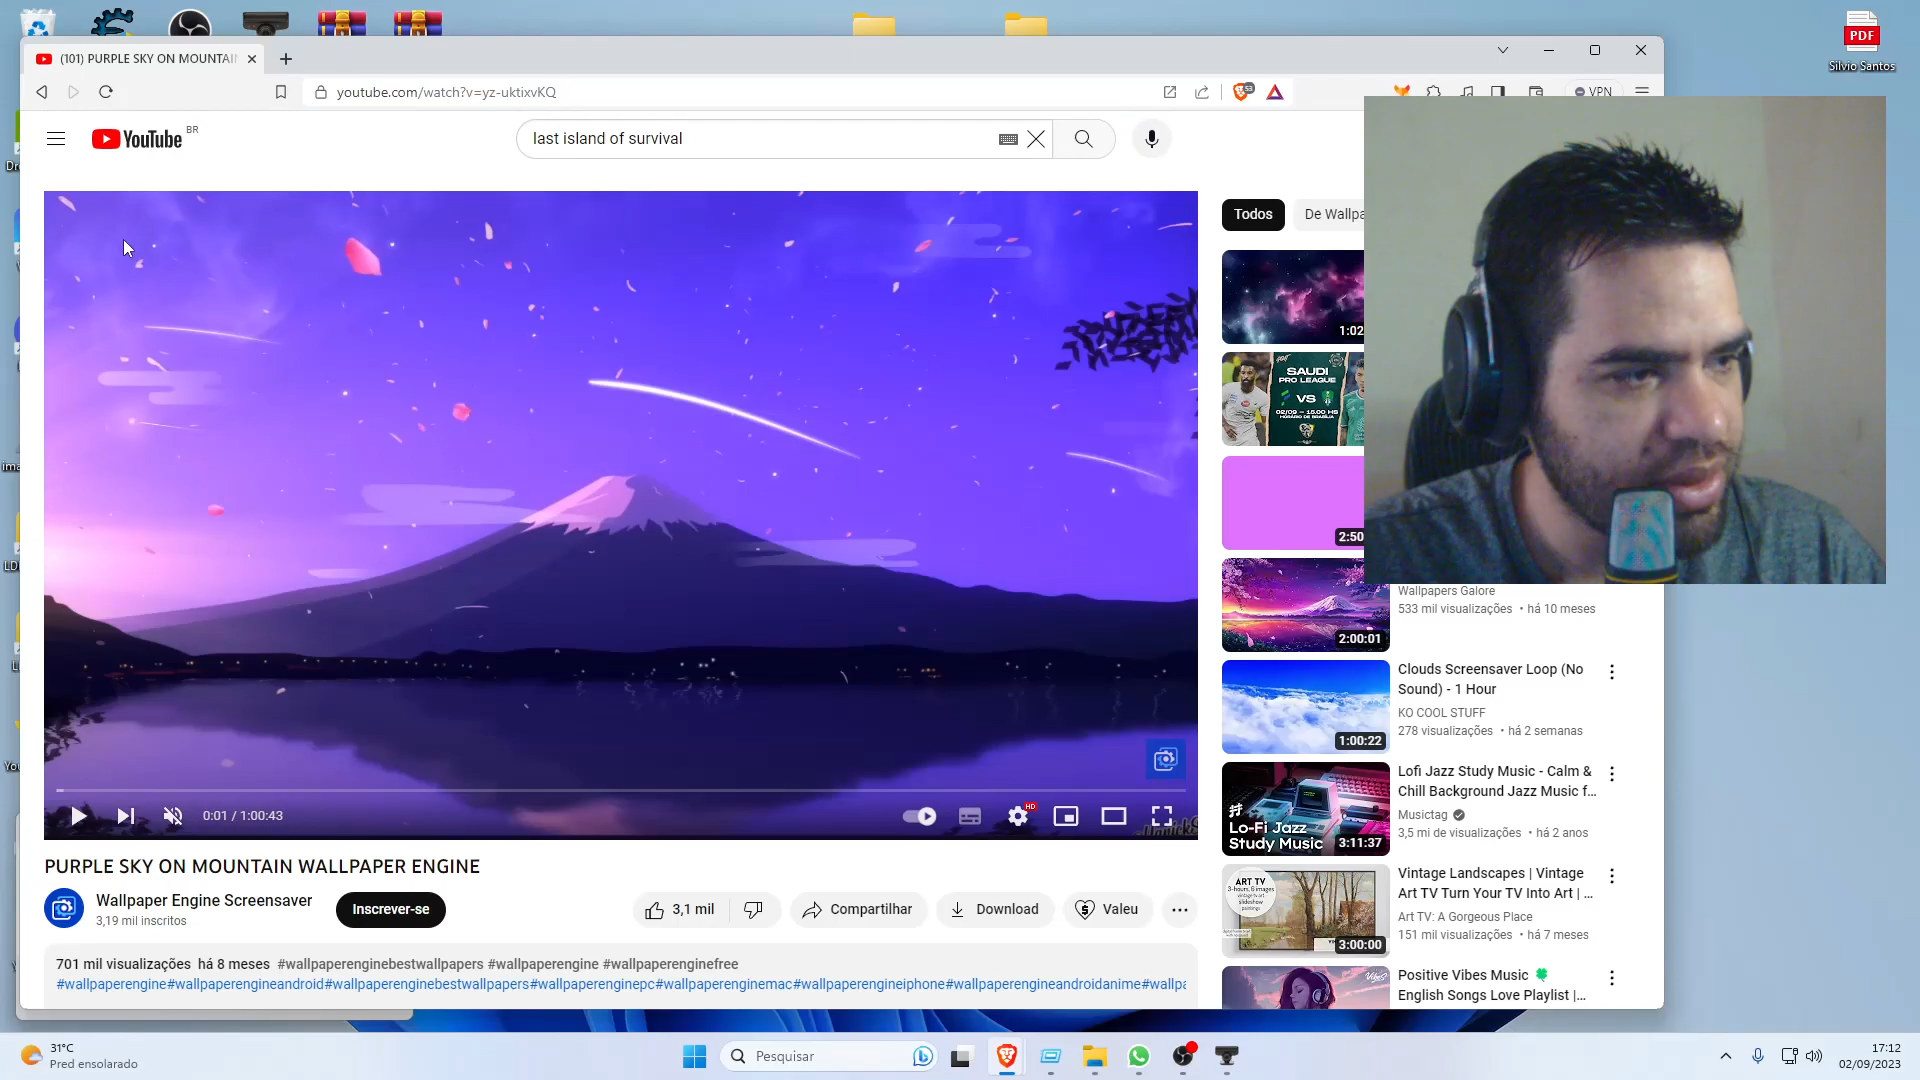 PDF
Silvio Santos
(101) PURPLE SKY ON MOUNTAI
youtube.com/watch?v=yz-uktixvKQ
53
VPN
YouTube BR
last island of survival
Todos
De Wallpa
1:02
SAUDI
PRO LEAGUE
VS
02/09 – 15:00 HS
HORÁRIO DE BRASÍLIA
2:50
Wallpapers Galore
533 mil visualizações • há 10 meses
2:00:01
Clouds Screensaver Loop (No
Sound) - 1 Hour
KO COOL STUFF
278 visualizações • há 2 semanas
1:00:22
Lofi Jazz Study Music - Calm &
Chill Background Jazz Music f...
Musictag
3,5 mi de visualizações • há 2 anos
Lo-Fi Jazz
Study Music
3:11:37
Vintage Landscapes | Vintage
Art TV Turn Your TV Into Art | ...
Art TV: A Gorgeous Place
151 mil visualizações • há 7 meses
ART TV
3:00:00
Positive Vibes Music 🍀
English Songs Love Playlist |...
0:01 / 1:00:43
HD
PURPLE SKY ON MOUNTAIN WALLPAPER ENGINE
Wallpaper Engine Screensaver
3,19 mil inscritos
Inscrever-se
3,1 mil
Compartilhar
Download
Valeu
701 mil visualizações há 8 meses #wallpaperenginebestwallpapers #wallpaperengine #wallpaperenginefree
#wallpaperengine#wallpaperengineandroid#wallpaperenginebestwallpapers#wallpaperenginepc#wallpaperenginemac#wallpaperengineiphone#wallpaperengineandroidanime#wallpa
31°C
Pred ensolarado
Pesquisar
17:12
02/09/2023